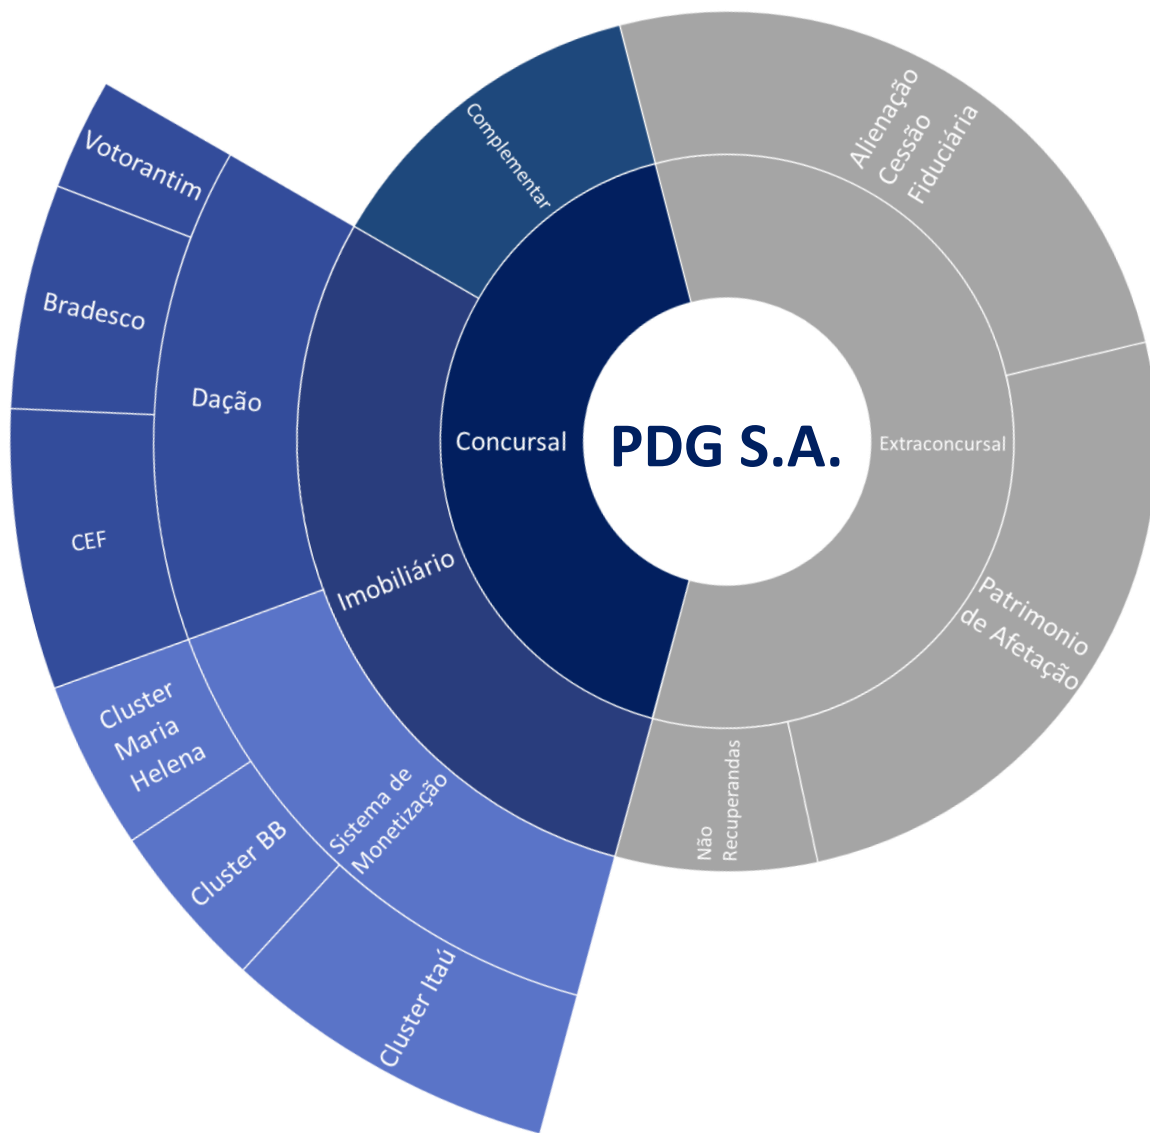 PDG S.A.
Concursal
Complementar
Imobiliário
Dação
Votorantim
Bradesco
CEF
Sistema de
Monetização
Cluster
Maria
Helena
Cluster BB
Cluster Itaú
Extraconcursal
Alienação
Cessão
Fiduciária
Patrimonio
de Afetação
Não
Recuperandas